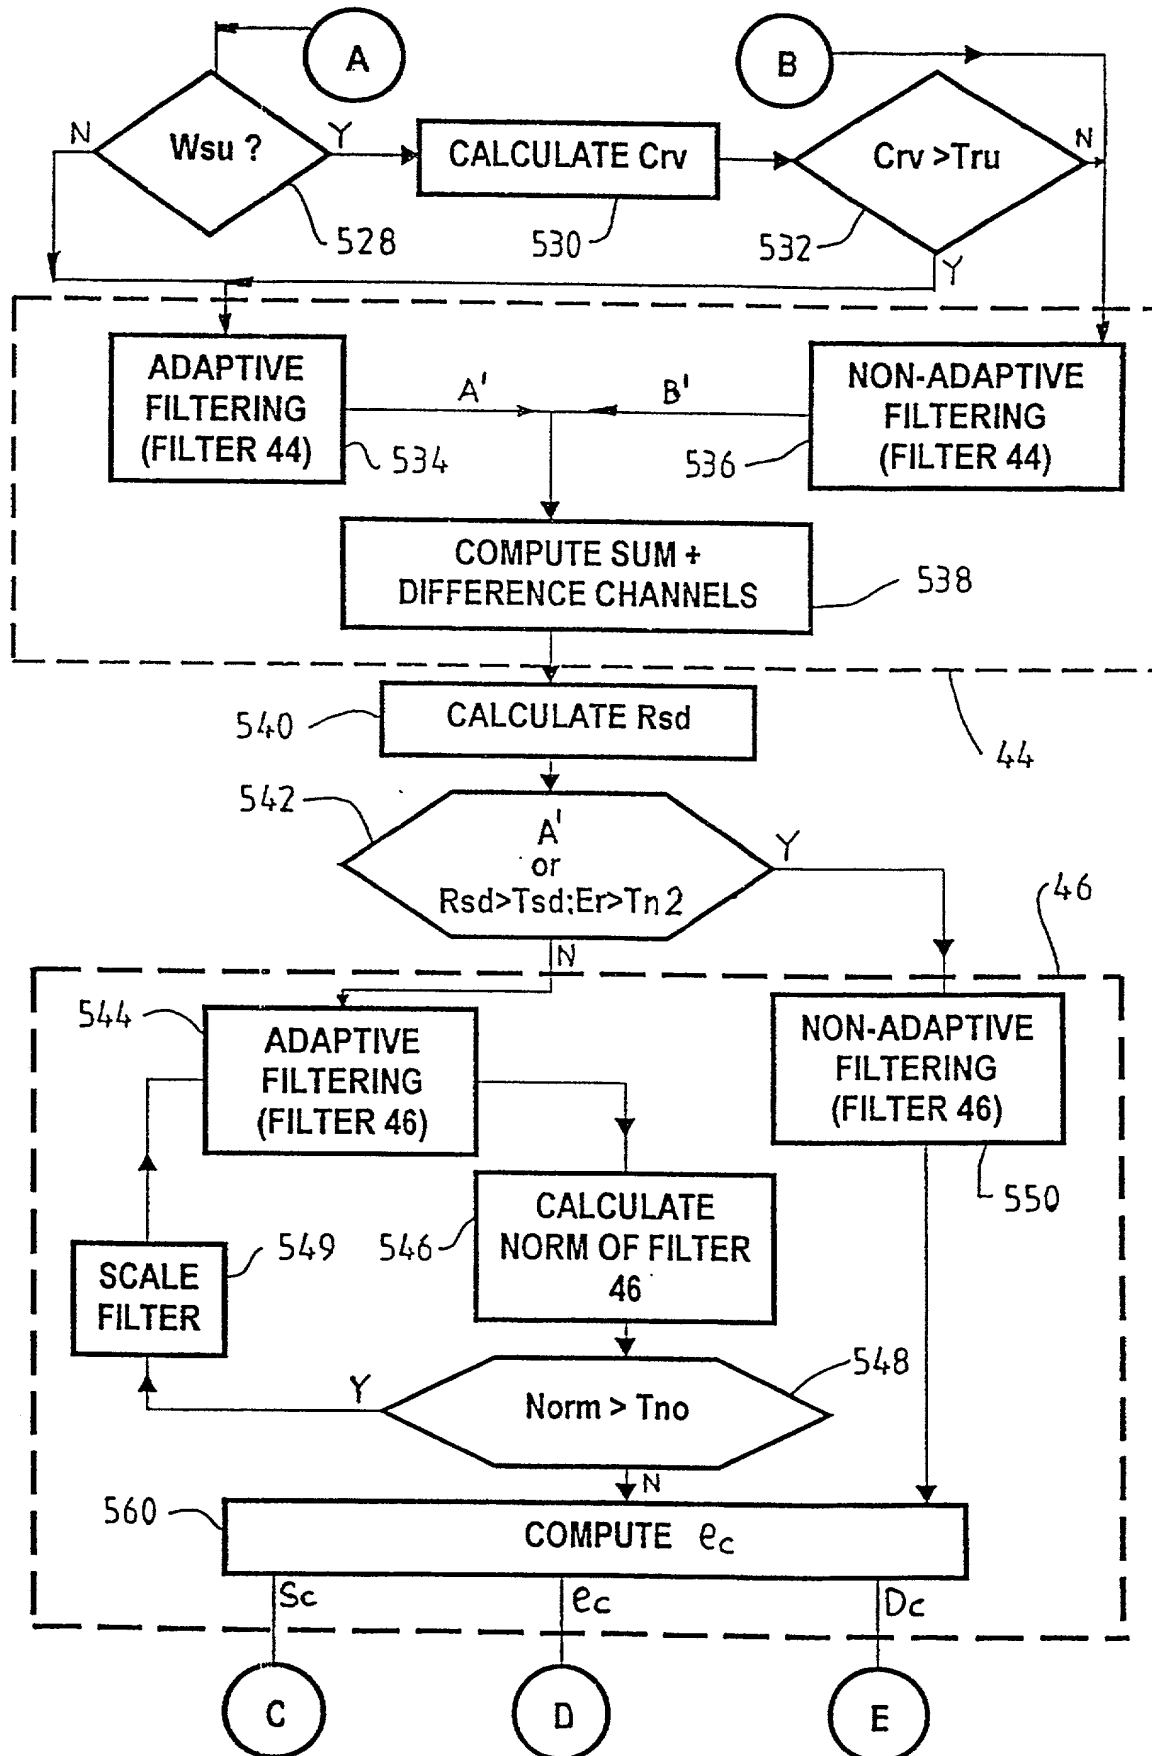 A
B
N
Wsu ?
Y
CALCULATE Crv
Crv >Tru
N
528
530
532
Y
ADAPTIVE
FILTERING
(FILTER 44)
A'
B'
NON-ADAPTIVE
FILTERING
(FILTER 44)
534
536
COMPUTE SUM +
DIFFERENCE CHANNELS
538
540
CALCULATE Rsd
44
542
A'
or
Rsd>Tsd;Er>Tn2
Y
46
N
544
ADAPTIVE
FILTERING
(FILTER 46)
NON-ADAPTIVE
FILTERING
(FILTER 46)
550
549
546
CALCULATE
NORM OF FILTER
46
SCALE
FILTER
548
Y
Norm > Tno
N
560
COMPUTE ec
Sc
ec
Dc
C
D
E